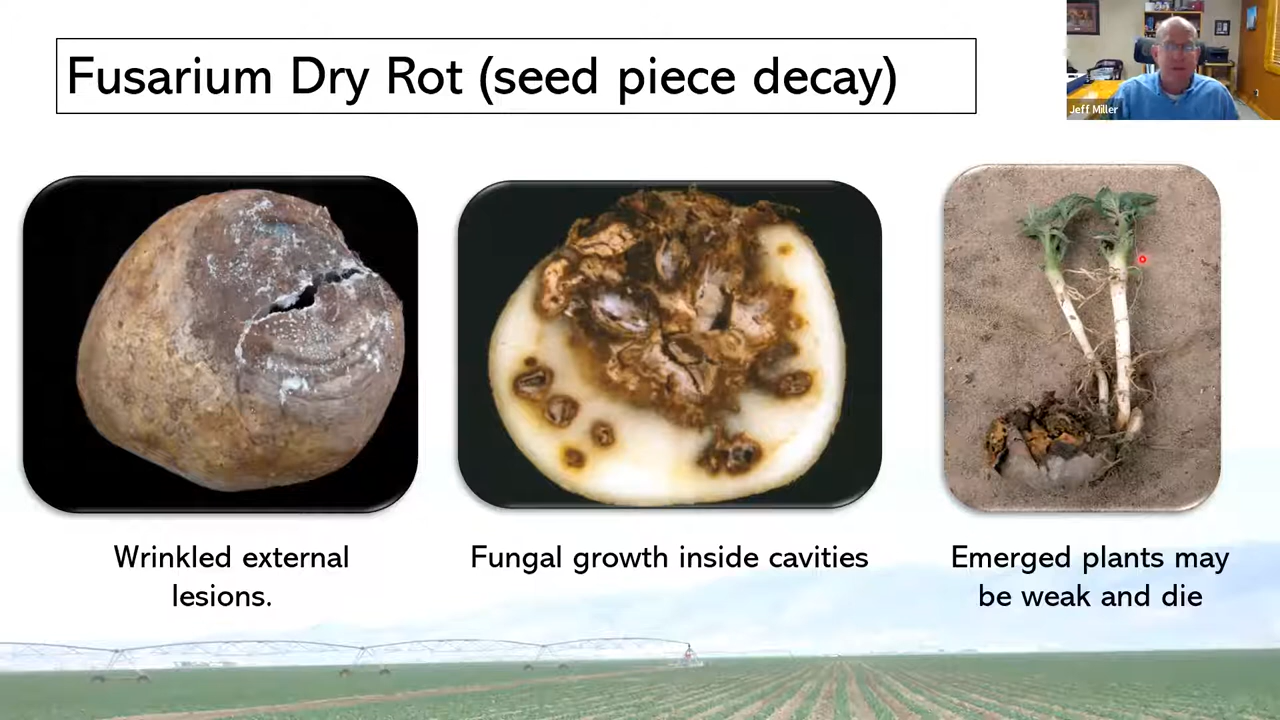 Fusarium Dry Rot (seed piece decay)
Jeff Miller
Wrinkled external
lesions.
Fungal growth inside cavities
Emerged plants may
be weak and die